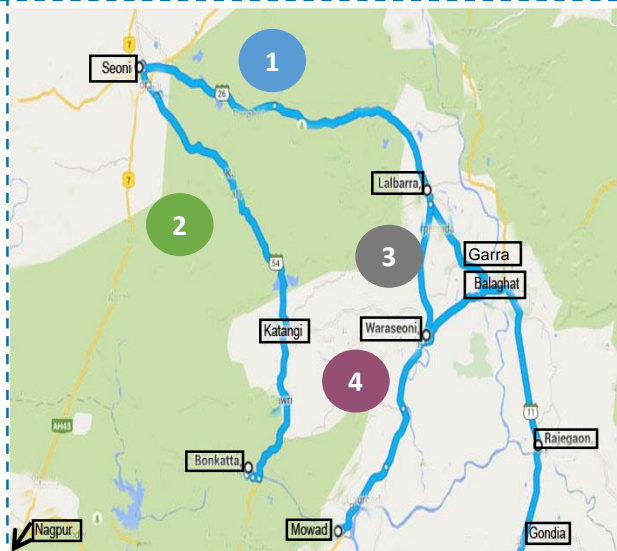 7
1
Seoni
26
Lalbarra,
7
2
3
Garra
54
Balaghat
Katangi
Waraseoni,
4
AH43
11
Rajegaon,
Bonkatta,
Nagpur
Mowad
Gondia